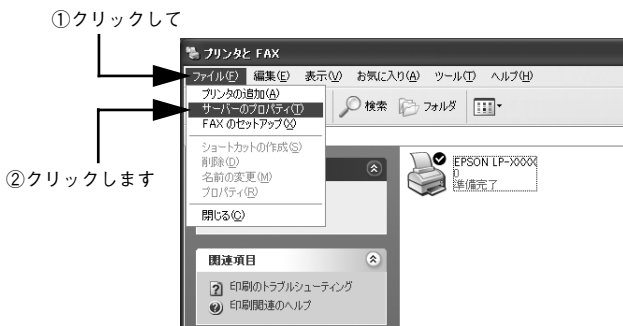 ①クリックして
プリンタと FAX
ファイル(F) 編集(E) 表示(V) お気に入り(A) ツール(T) ヘルプ(H)
プリンタの追加(A)
サーバーのプロパティ(T)
FAX のセットアップ(X)
検索 フォルダ
ショートカットの作成(S)
削除(D)
名前の変更(M)
プロパティ(R)
閉じる(C)
②クリックします
EPSON LP-XXXX
0
準備完了
関連項目
印刷のトラブルシューティング
印刷関連のヘルプ